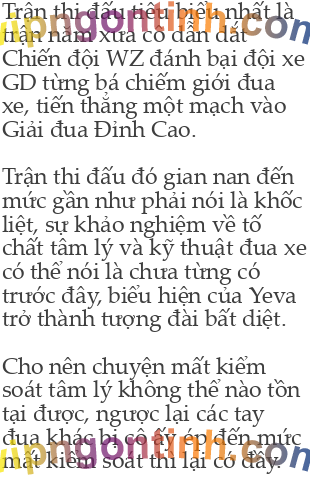 Trận thi đấu tiêu biểu nhất là
trận năm xưa cô dẫn dắt
Chiến đội WZ đánh bại đội xe
GD từng bá chiếm giới đua
xe, tiến thẳng một mạch vào
Giải đua Đỉnh Cao.
Trận thi đấu đó gian nan đến
mức gần như phải nói là khốc
liệt, sự khảo nghiệm về tố
chất tâm lý và kỹ thuật đua xe
có thể nói là chưa từng có
trước đây, biểu hiện của Yeva
trở thành tượng đài bất diệt.
Cho nên chuyện mất kiểm
soát tâm lý không thể nào tồn
tại được, ngược lại các tay
đua khác bị cô ấy ép đến mức
mất kiểm soát thì lại có đầy.
vipngontinh.com
vipngontinh.com